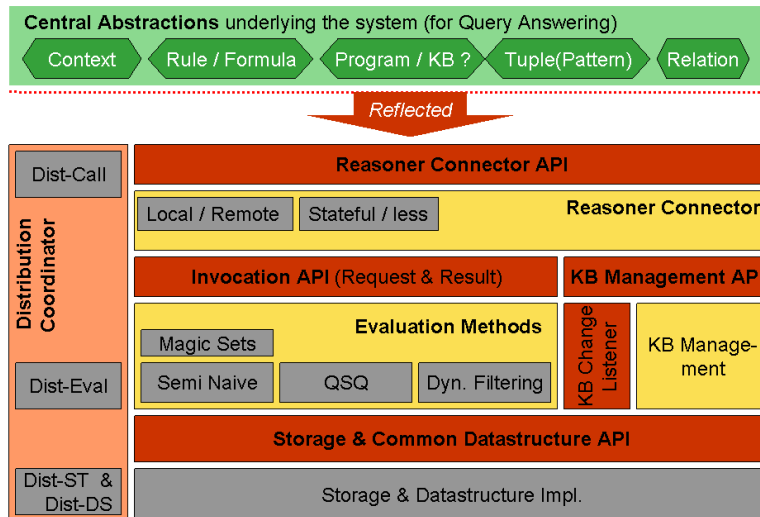 Central Abstractions underlying the system (for Query Answering)
Context
Rule / Formula
Program / KB ?
Tuple(Pattern)
Relation
Reflected
Distribution
Coordinator
Dist-Call
Dist-Eval
Dist-ST &
Dist-DS
Reasoner Connector API
Local / Remote
Stateful / less
Reasoner Connector
Invocation API (Request & Result)
KB Management AP
Evaluation Methods
Magic Sets
Semi Naive
QSQ
Dyn. Filtering
KB Change
Listener
KB Manage-
ment
Storage & Common Datastructure API
Storage & Datastructure Impl.